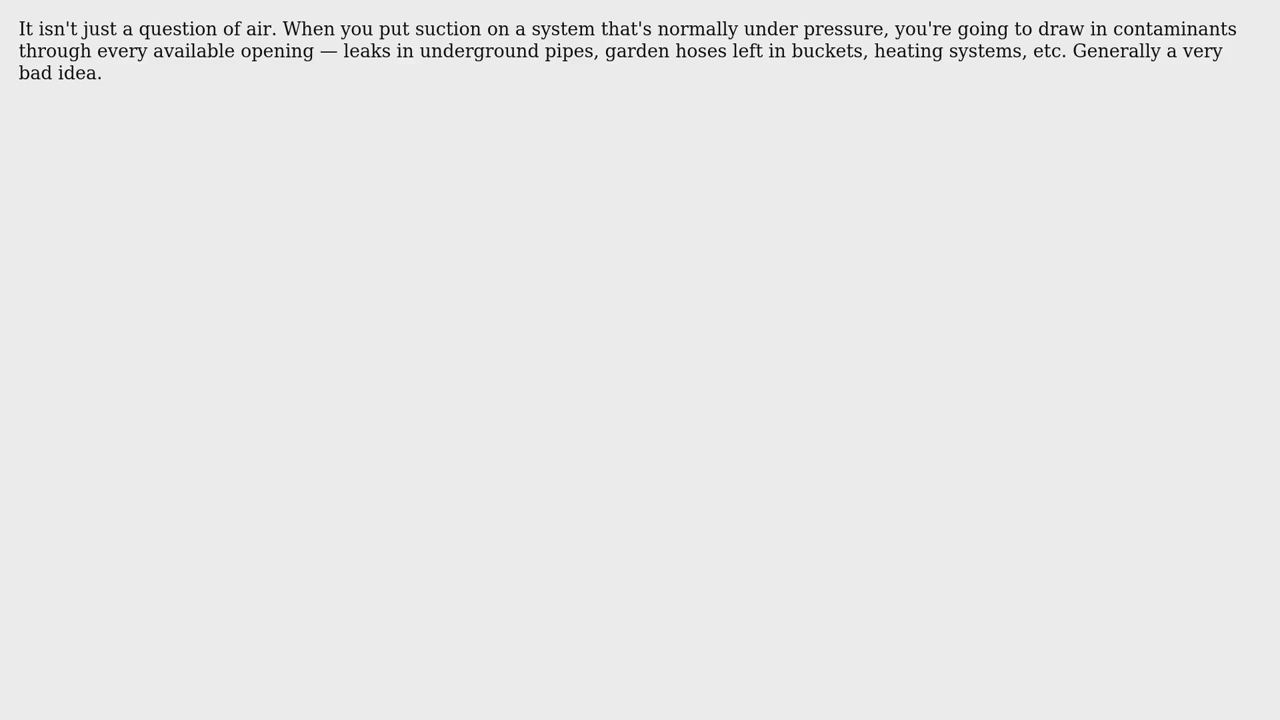 It isn't just a question of air. When you put suction on a system that's normally under pressure, you're going to draw in contaminants
through every available opening — leaks in underground pipes, garden hoses left in buckets, heating systems, etc. Generally a very
bad idea.